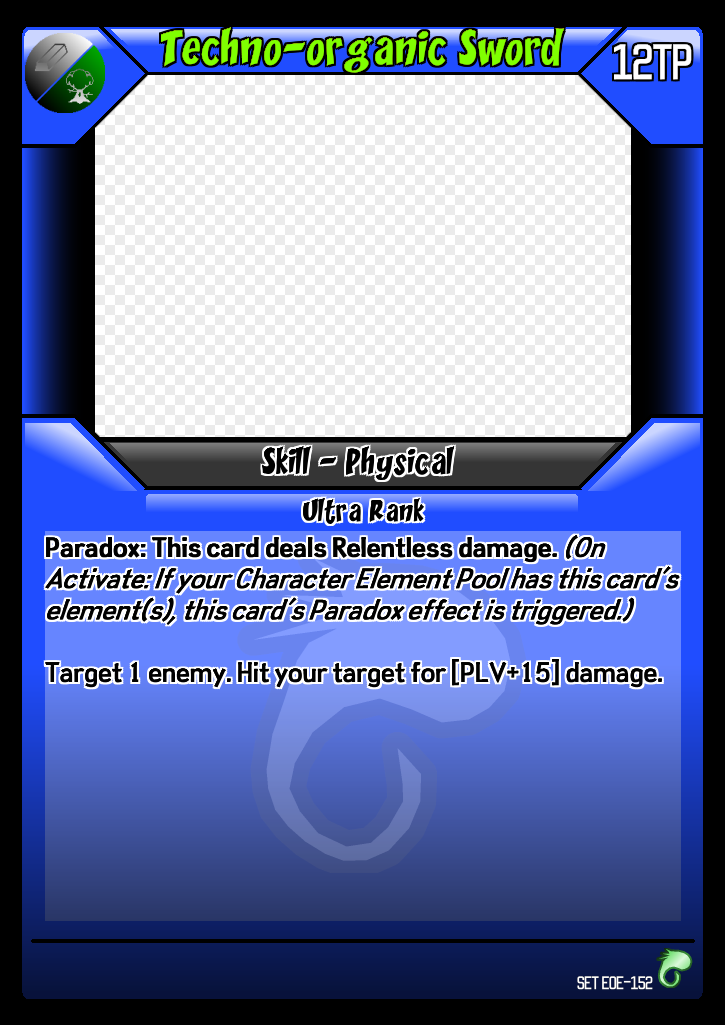 Techno-organic Sword
12TP
Skill - Physical
Ultra Rank
Paradox: This card deals Relentless damage. (On
Activate: If your Character Element Pool has this card's
element(s), this card's Paradox effect is triggered.)
Target 1 enemy. Hit your target for [PLV+15] damage.
SET EOE-152